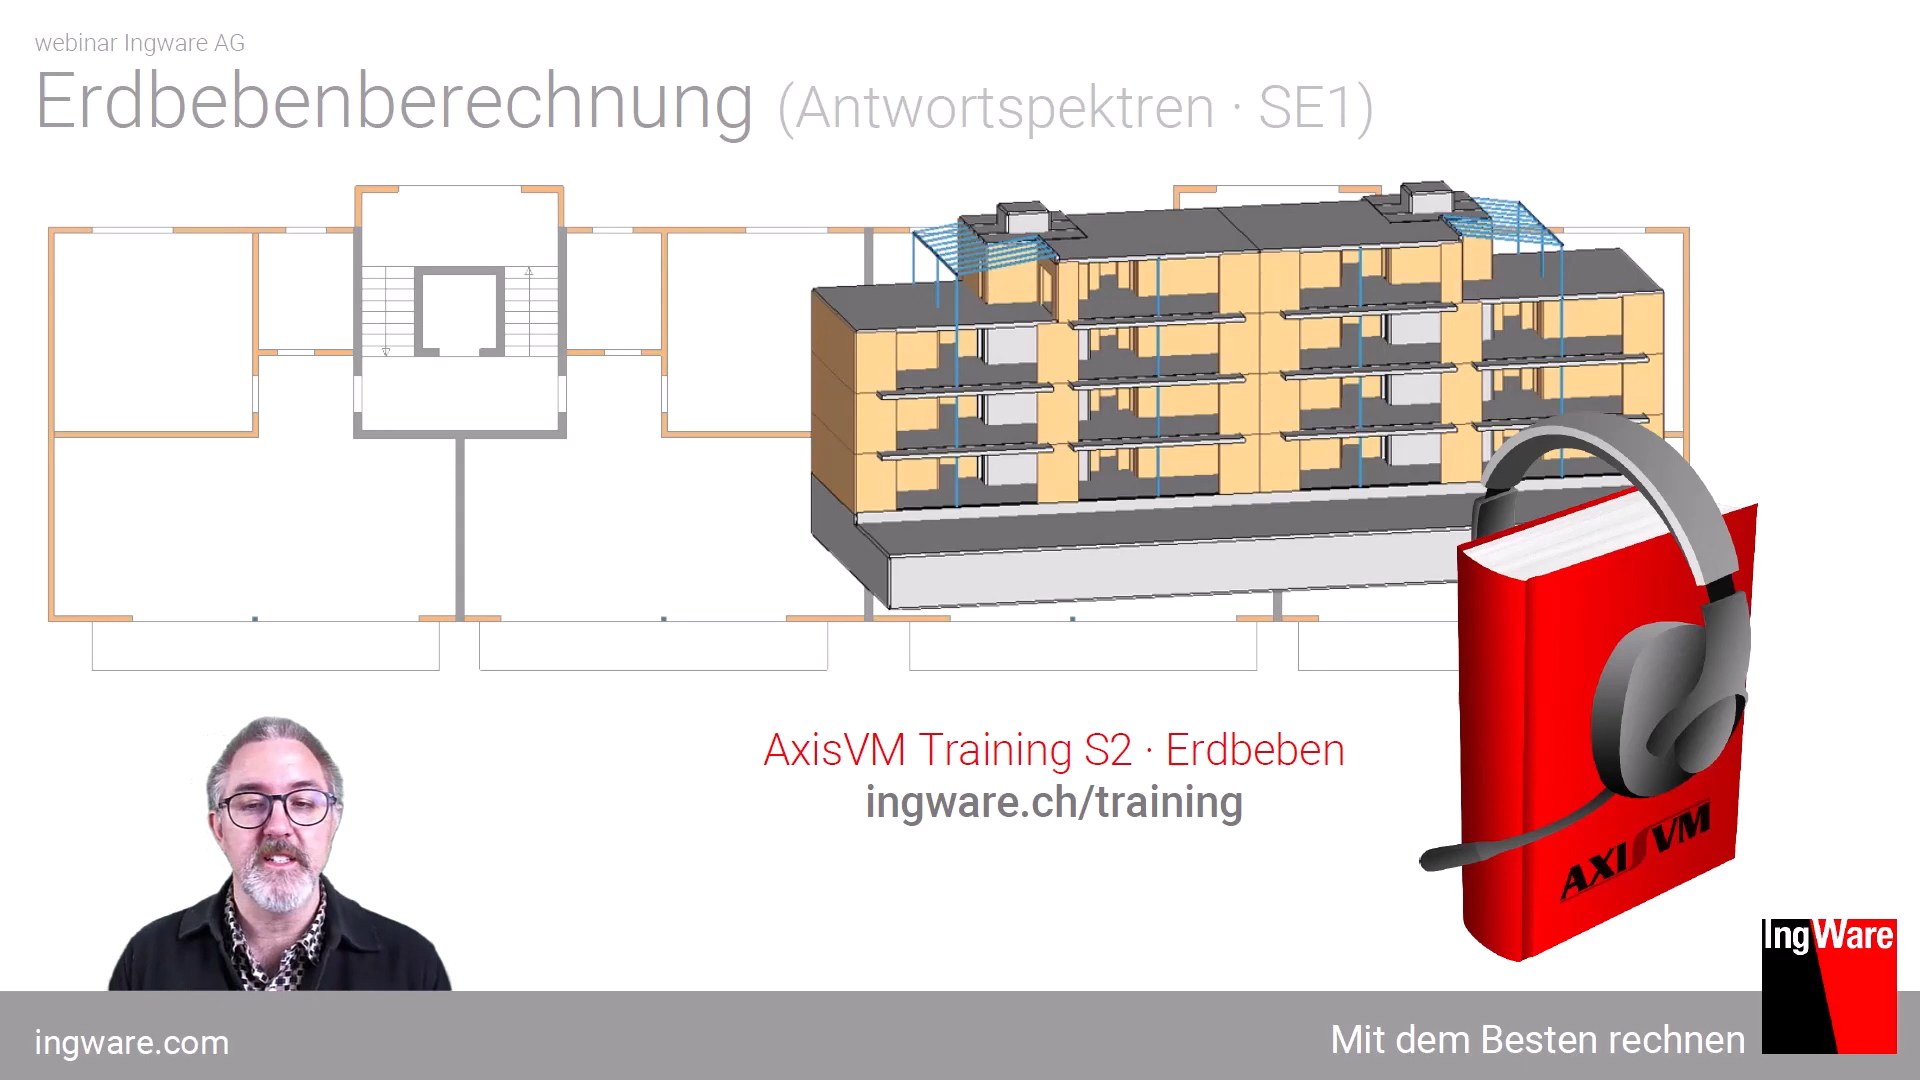 webinar Ingware AG
Erdbebenberechnung (Antwortspektren · SE1)
AxisVM Training S2 · Erdbeben
ingware.ch/training
AXISVM
IngWare
ingware.com
Mit dem Besten rechnen